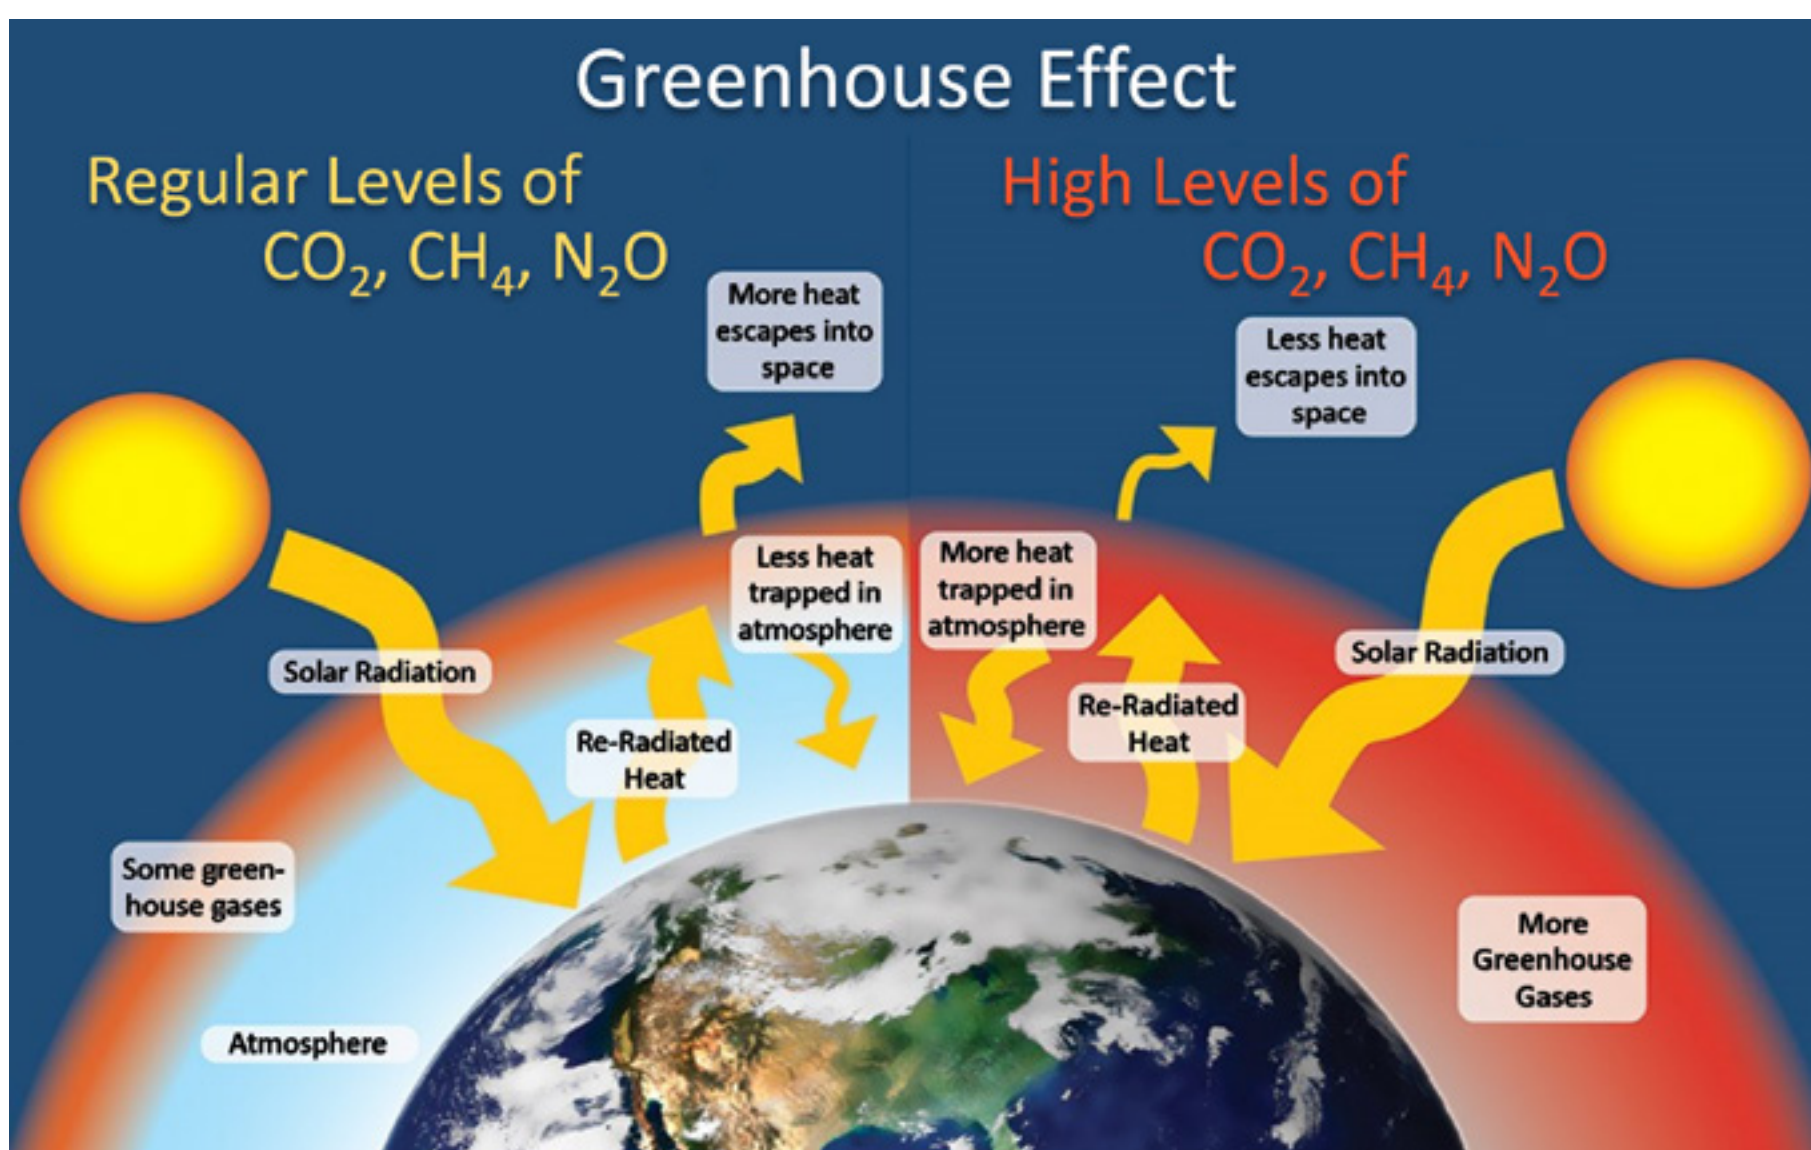 Greenhouse Effect
Regular Levels of
CO₂, CH₄, N₂O
More heat
escapes into
space
Less heat
trapped in
atmosphere
Solar Radiation
Re-Radiated
Heat
Some green-
house gases
Atmosphere
High Levels of
CO₂, CH₄, N₂O
Less heat
escapes into
space
More heat
trapped in
atmosphere
Re-Radiated
Heat
Solar Radiation
More
Greenhouse
Gases